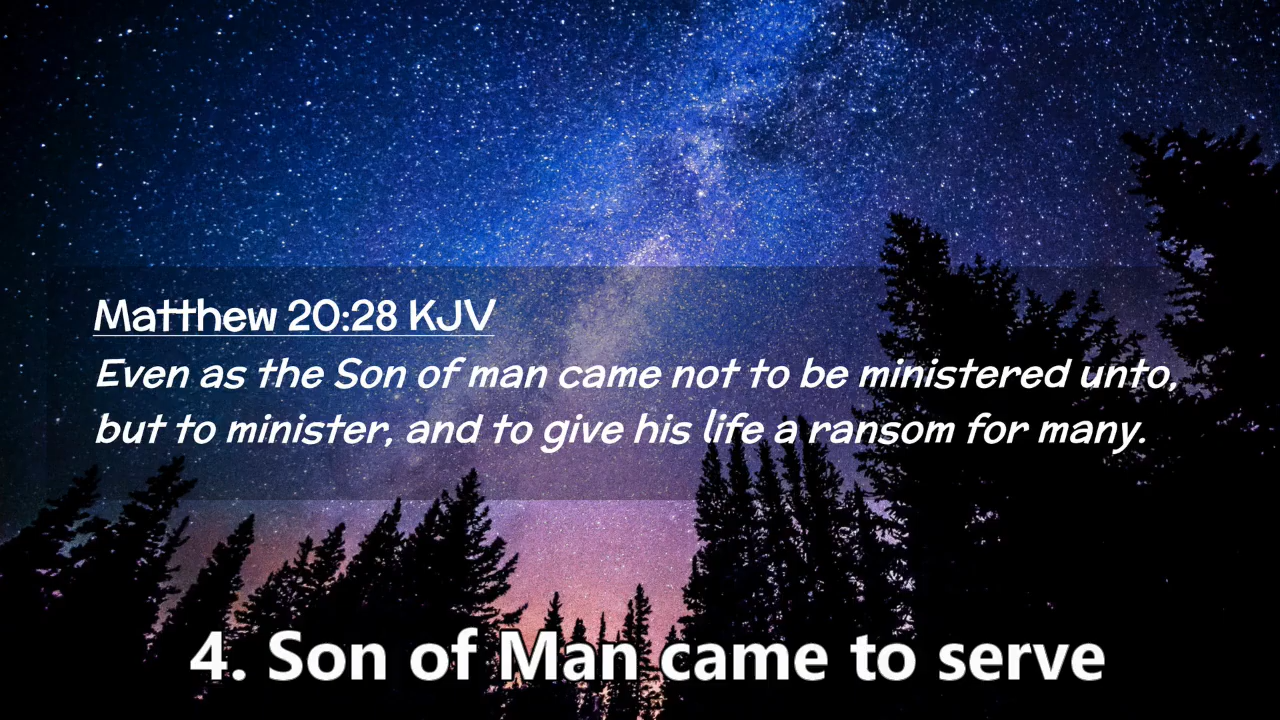 Matthew 20:28 KJV
Even as the Son of man came not to be ministered unto,
but to minister, and to give his life a ransom for many.
4. Son of Man came to serve